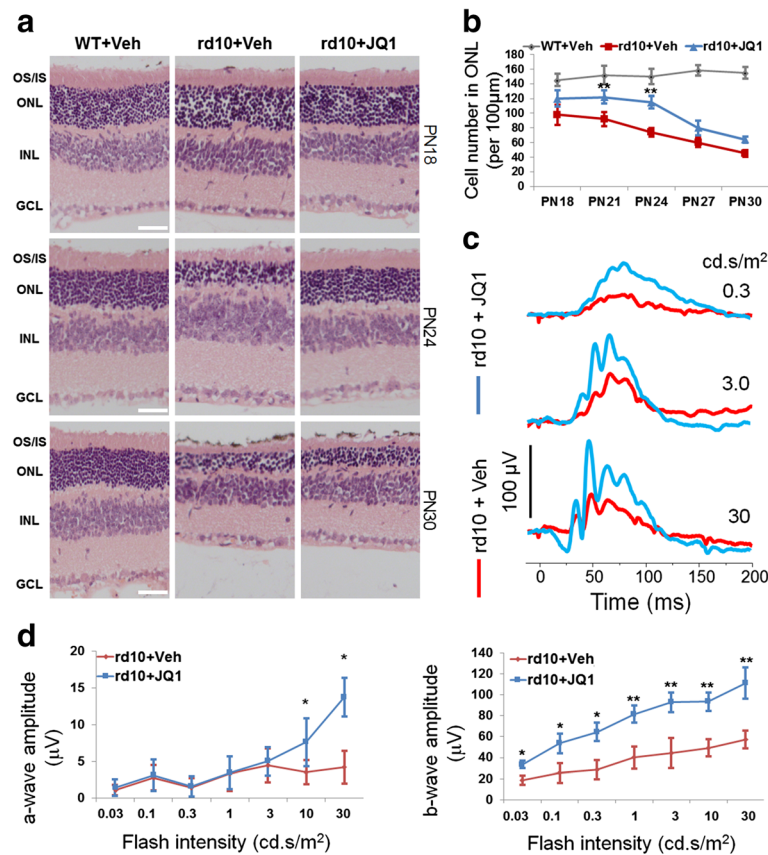 a
WT+Veh rd10+Veh rd10+JQ1
OS/IS
ONL
INL
GCL
PN18
OS/IS
ONL
INL
GCL
PN24
OS/IS
ONL
INL
GCL
PN30
b
WT+Veh rd10+Veh rd10+JQ1
Cell number in ONL
(per 100μm)
180
160
140
120
100
80
60
40
20
0
** **
PN18 PN21 PN24 PN27 PN30
c
cd.s/m²
0.3
3.0
30
rd10 + JQ1
rd10 + Veh
100 μV
0 50 100 150 200
Time (ms)
d
rd10+Veh
rd10+JQ1
a-wave amplitude
(μV)
20
15
10
5
0
* *
0.03 0.1 0.3 1 3 10 30
Flash intensity (cd.s/m²)
rd10+Veh
rd10+JQ1
b-wave amplitude
(μV)
140
120
100
80
60
40
20
0
* * * ** ** ** **
0.03 0.1 0.3 1 3 10 30
Flash intensity (cd.s/m²)